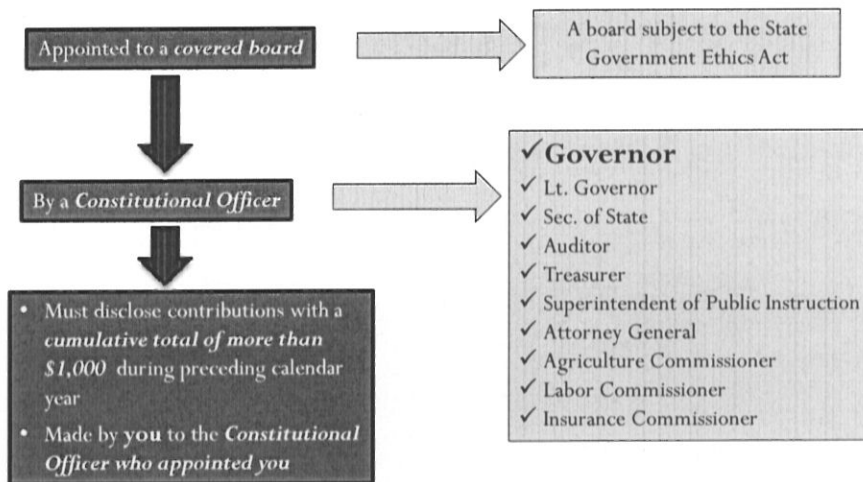 Appointed to a covered board
A board subject to the State
Government Ethics Act
By a Constitutional Officer
✓ Governor
✓ Lt. Governor
✓ Sec. of State
✓ Auditor
✓ Treasurer
✓ Superintendent of Public Instruction
✓ Attorney General
✓ Agriculture Commissioner
✓ Labor Commissioner
✓ Insurance Commissioner
• Must disclose contributions with a
cumulative total of more than
$1,000 during preceding calendar
year
• Made by you to the Constitutional
Officer who appointed you